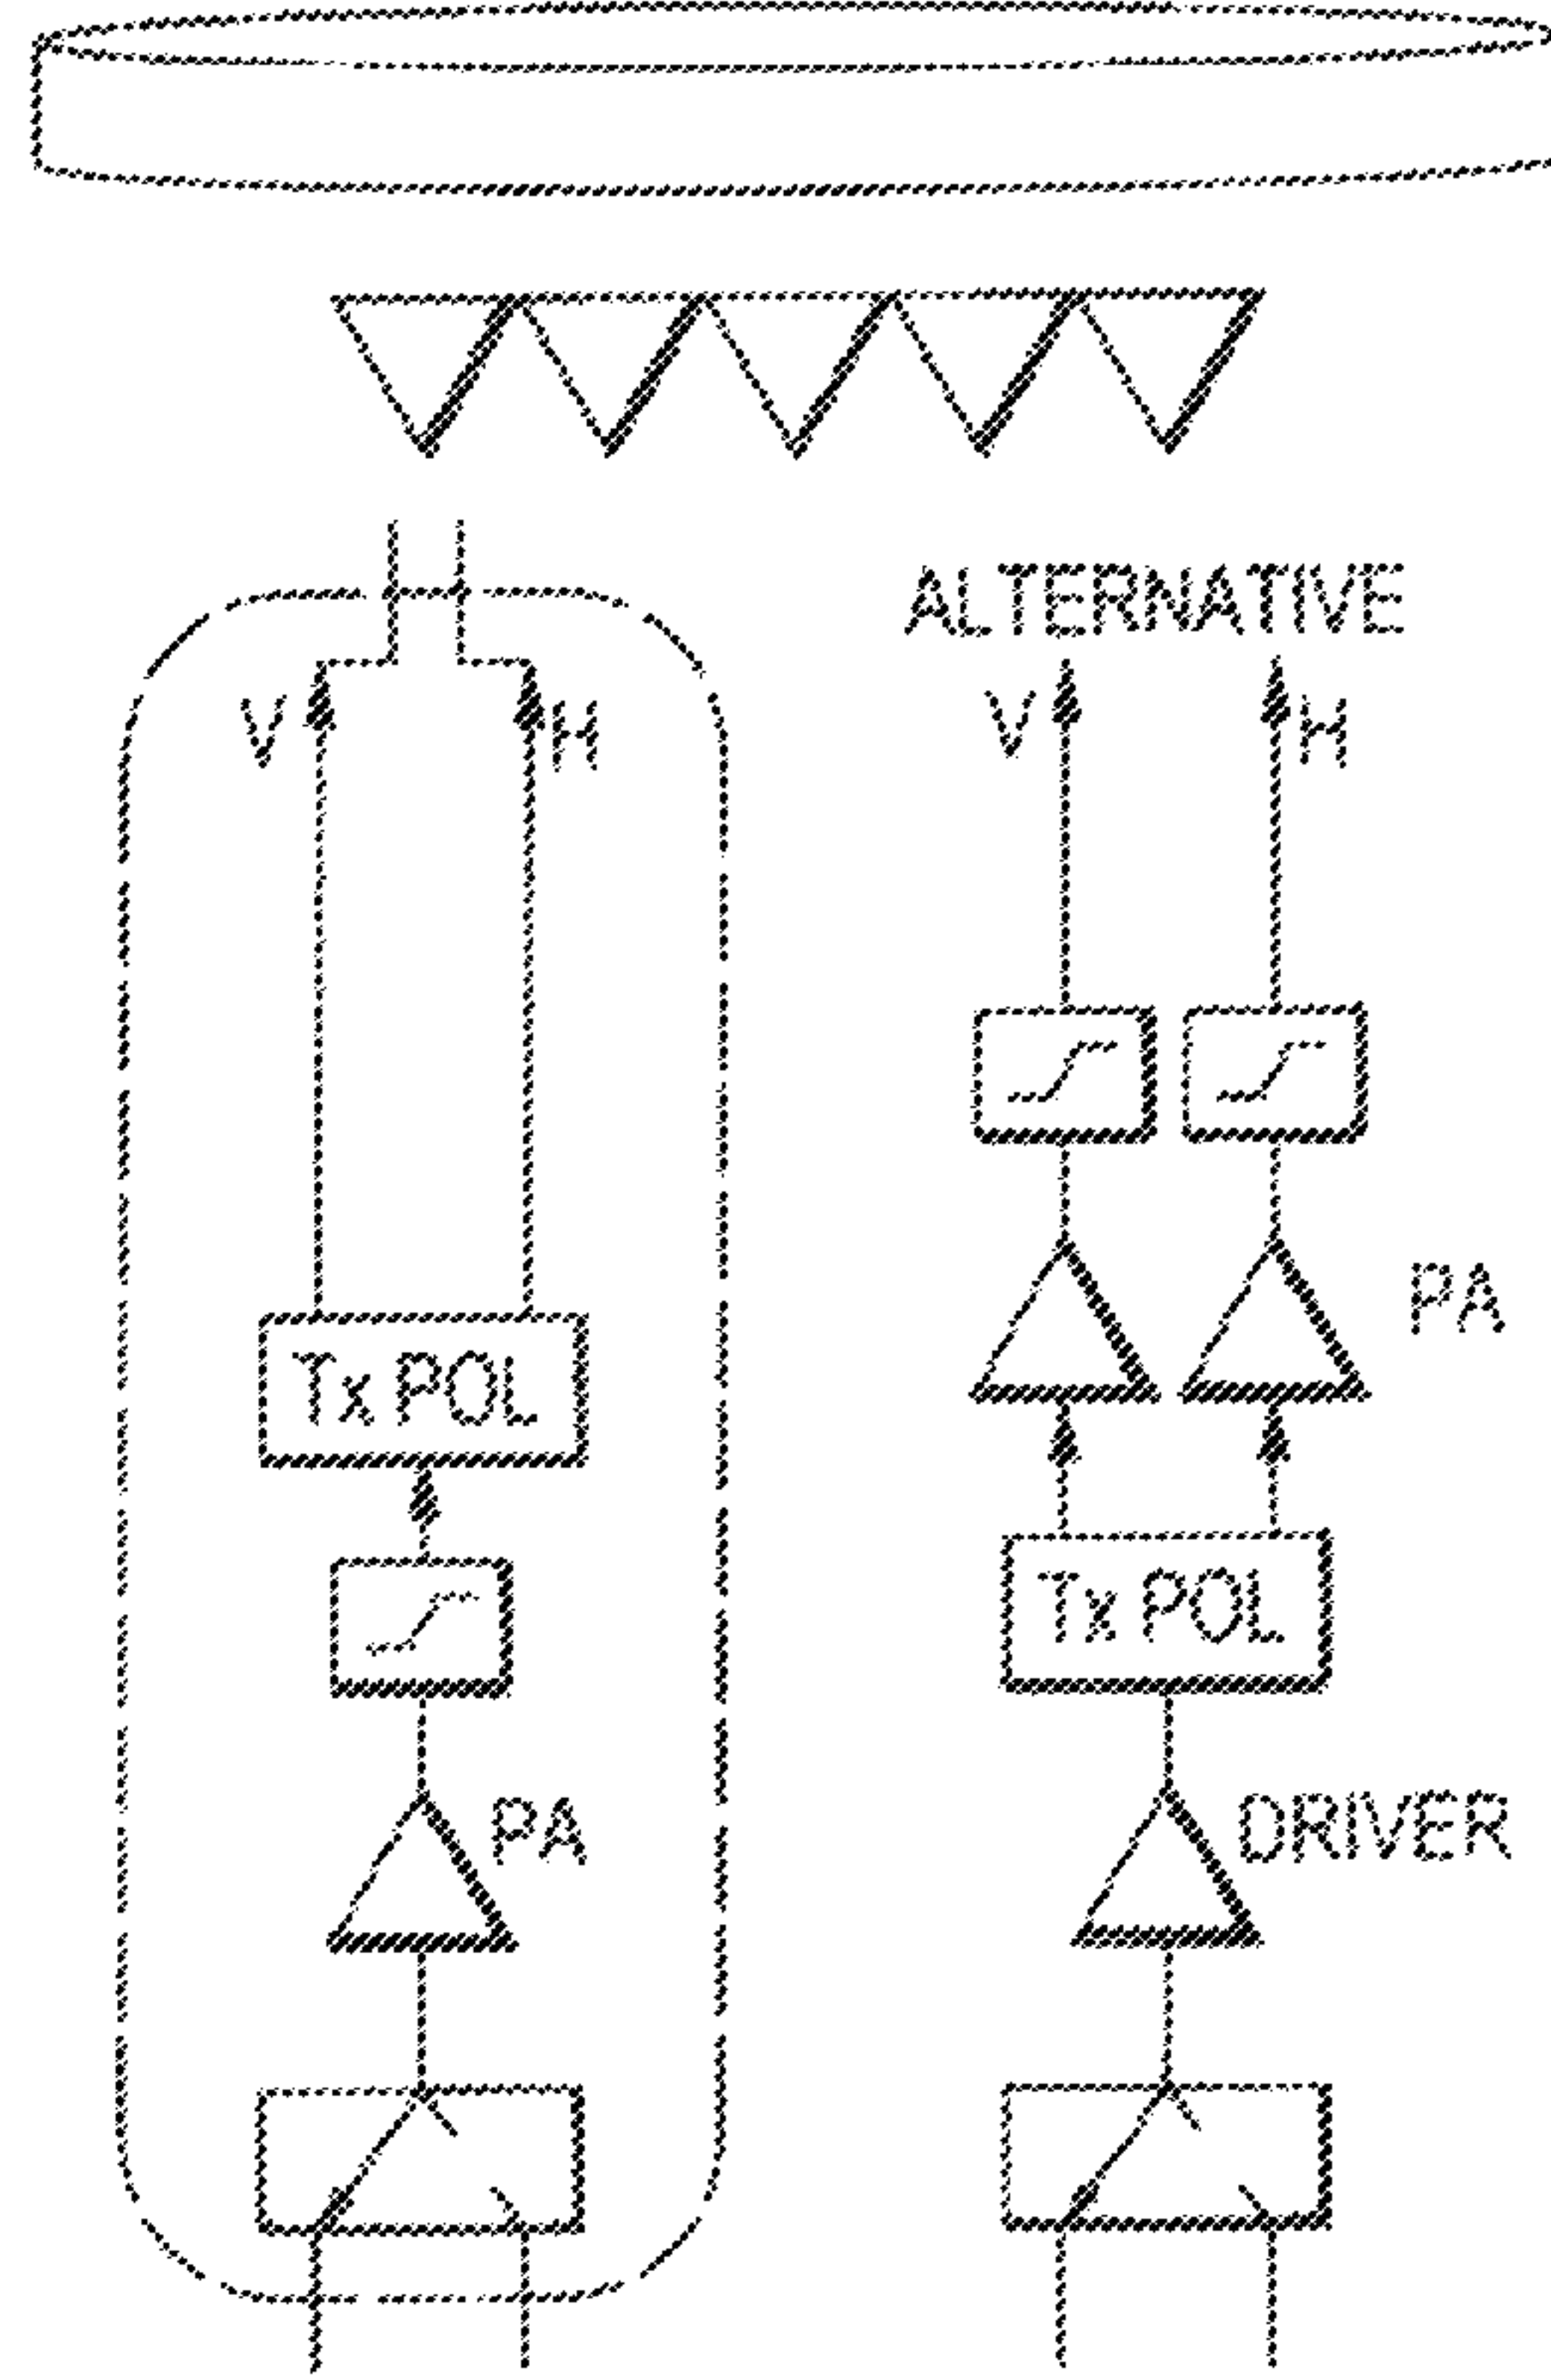 ALTERNATIVE
V
H
V
H
PA
Tx POL
Tx POL
PA
DRIVER